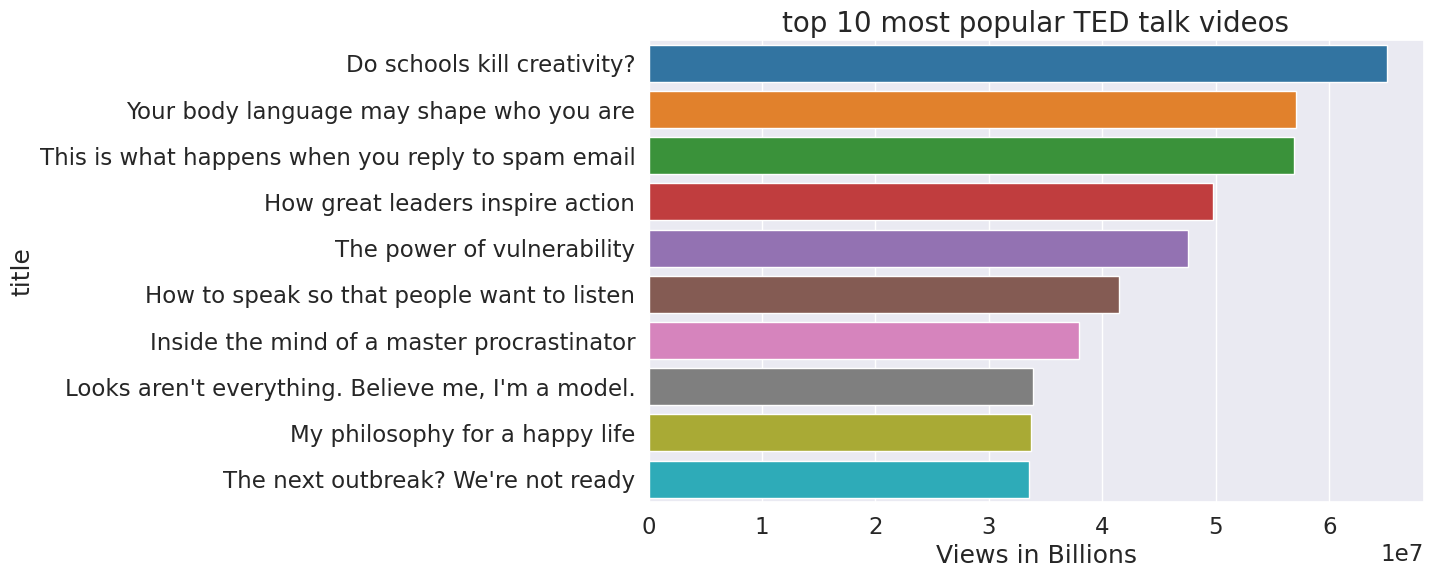 top 10 most popular TED talk videos
Do schools kill creativity?
Your body language may shape who you are
This is what happens when you reply to spam email
How great leaders inspire action
The power of vulnerability
How to speak so that people want to listen
Inside the mind of a master procrastinator
Looks aren't everything. Believe me, I'm a model.
My philosophy for a happy life
The next outbreak? We're not ready
title
0 1 2 3 4 5 6
1e7
Views in Billions